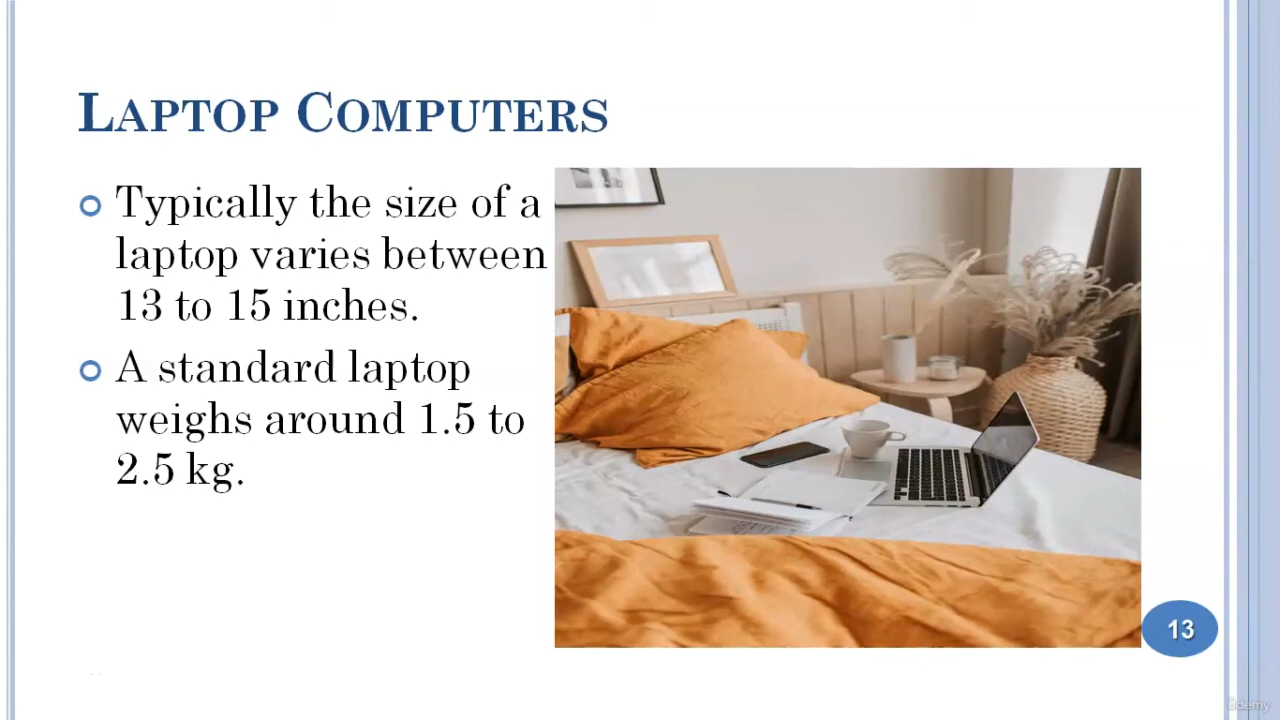 LAPTOP COMPUTERS
Typically the size of a
laptop varies between
13 to 15 inches.
A standard laptop
weighs around 1.5 to
2.5 kg.
13
ûdemy